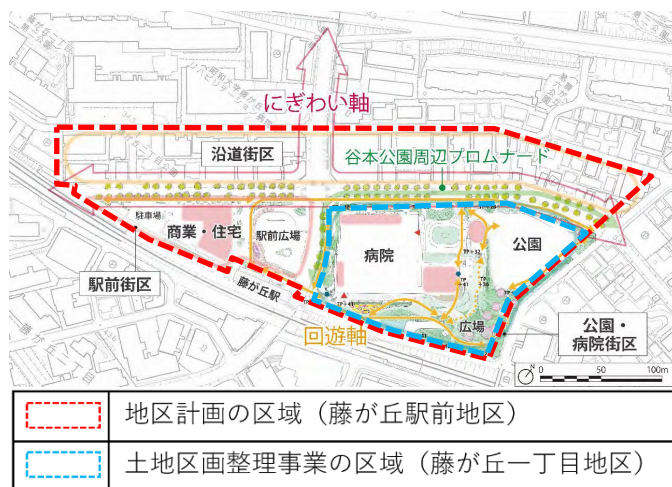 にぎわい軸
沿道街区
谷本公園周辺プロムナード
駐車場
商業・住宅
駅前広場
病院
公園
TP+32
TP+41
駅前街区
藤が丘駅
回遊軸
広場
公園・
病院街区
N
0 50 100m
地区計画の区域（藤が丘駅前地区）
土地区画整理事業の区域（藤が丘一丁目地区）